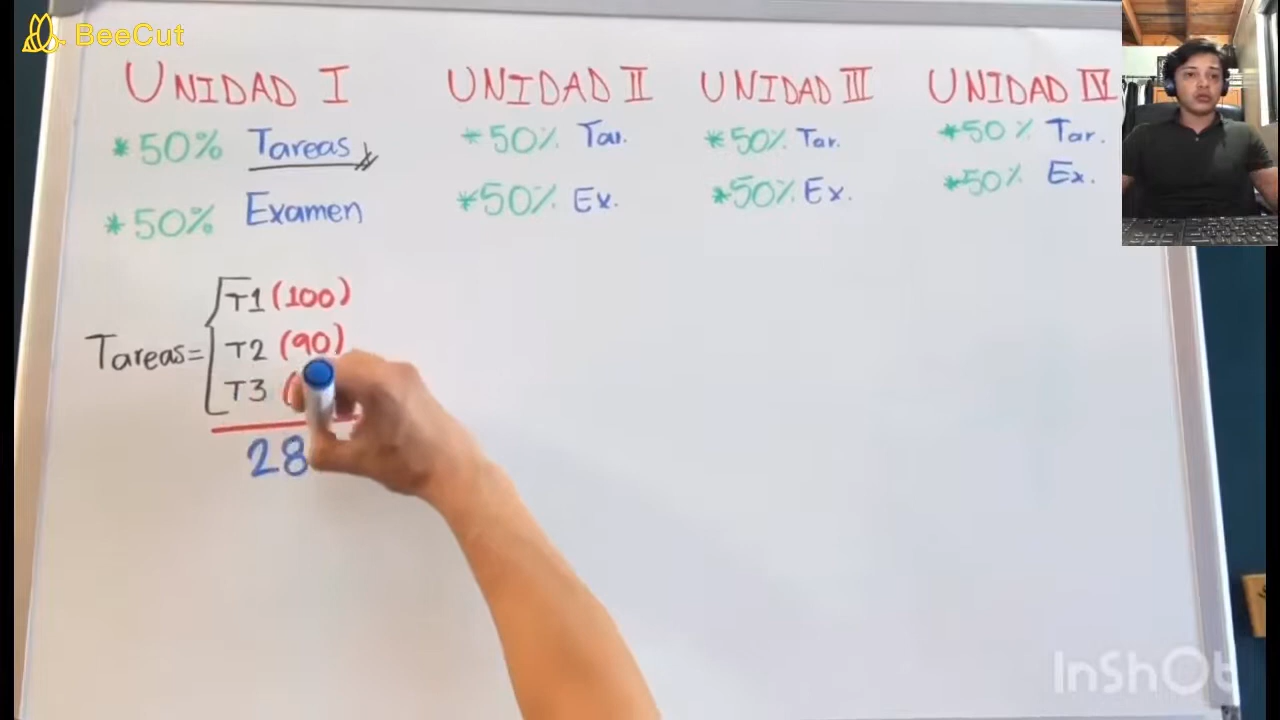 BeeCut
UNIDAD I
*50% Tareas
*50% Examen
UNIDAD II
*50% Tar.
*50% Ex.
UNIDAD III
*50% Tar.
*50% Ex.
UNIDAD IV
*50% Tar.
*50% Ex.
Tareas=
T1 (100)
T2 (90)
T3 (
28
InShOt